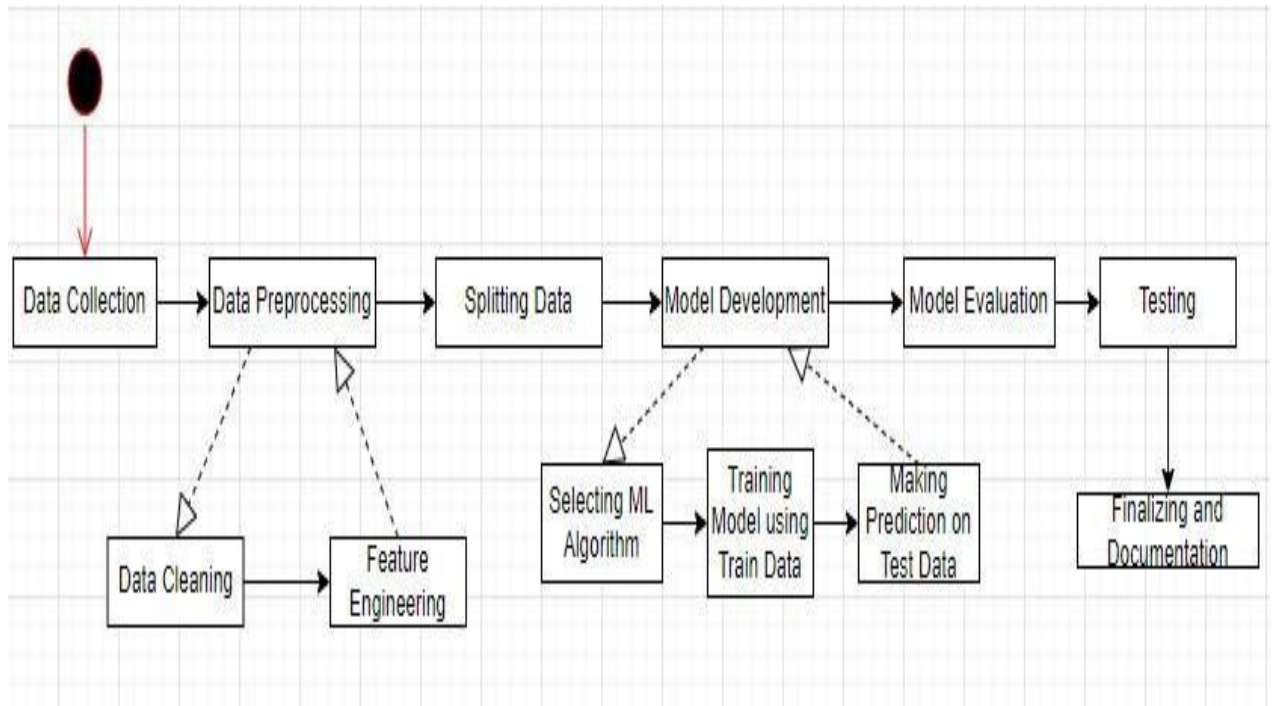 Data Collection
Data Preprocessing
Splitting Data
Model Development
Model Evaluation
Testing
Data Cleaning
Feature
Engineering
Selecting ML
Algorithm
Training
Model using
Train Data
Making
Prediction on
Test Data
Finalizing and
Documentation